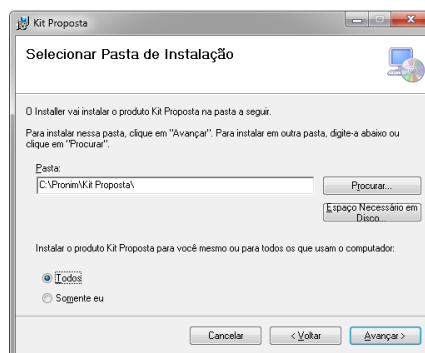 Kit Proposta
Selecionar Pasta de Instalação
O Installer vai instalar o produto Kit Proposta na pasta a seguir.
Para instalar nessa pasta, clique em "Avançar". Para instalar em outra pasta, digite-a abaixo ou
clique em "Procurar".
Pasta:
C:\Pronim\Kit Proposta\
Procurar...
Espaço Necessário em
Disco...
Instalar o produto Kit Proposta para você mesmo ou para todos os que usam o computador:
Todos
Somente eu
Cancelar
< Voltar
Avançar >